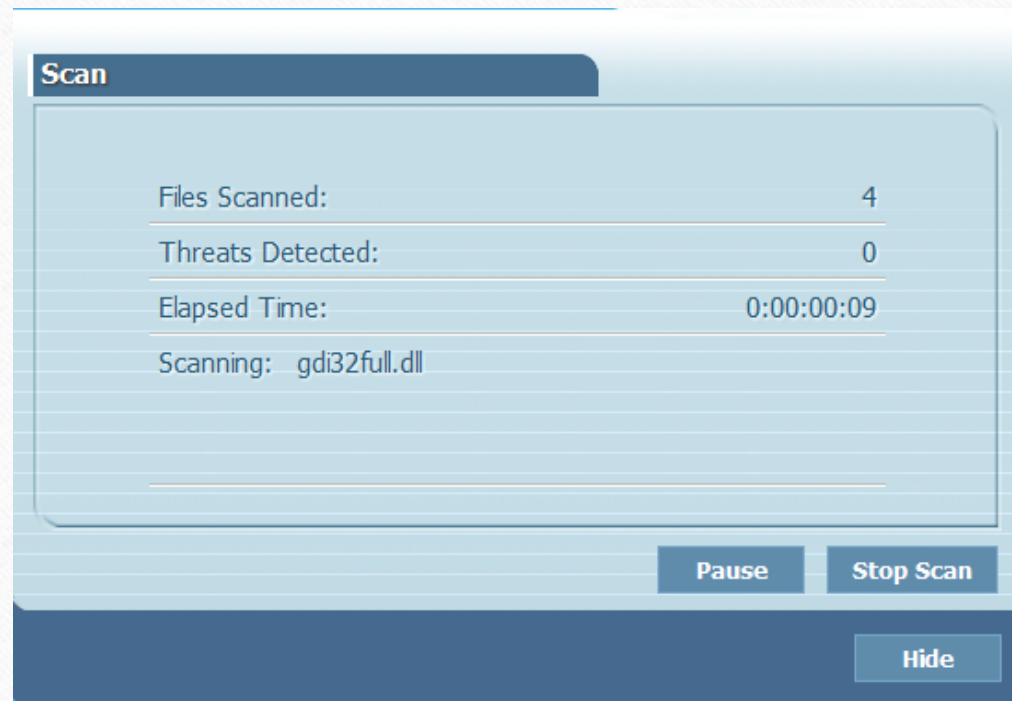 Scan
Files Scanned: 4
Threats Detected: 0
Elapsed Time: 0:00:00:09
Scanning: gdi32full.dll
Pause Stop Scan
Hide